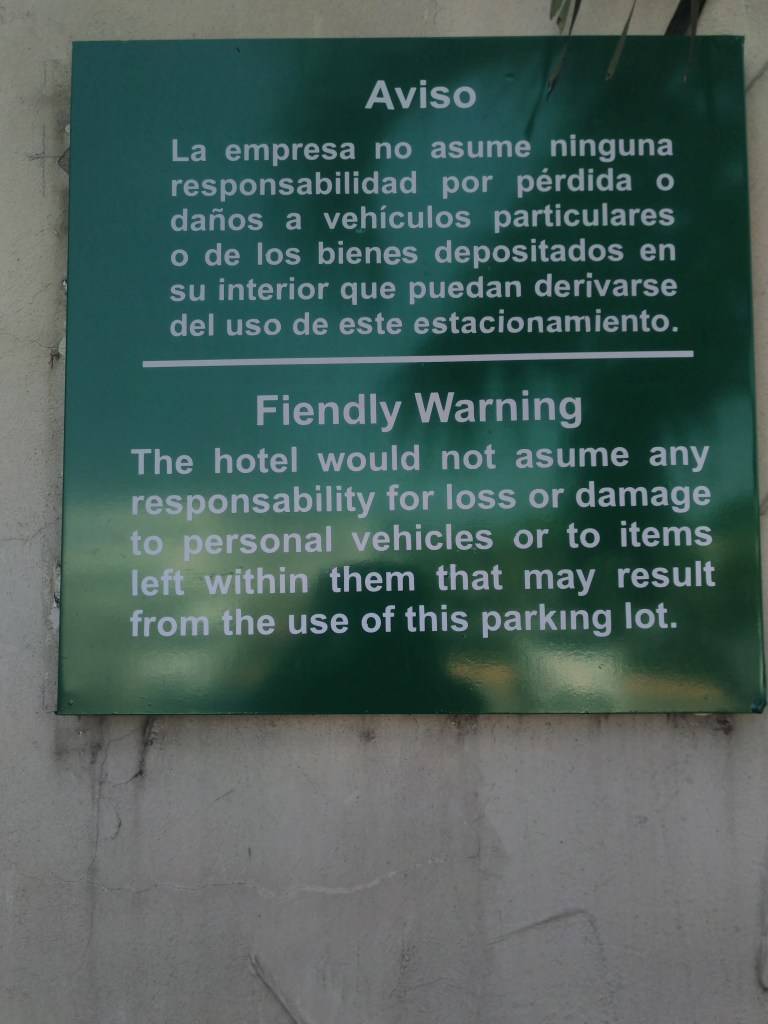 Aviso
La empresa no asume ninguna
responsabilidad por pérdida o
daños a vehículos particulares
o de los bienes depositados en
su interior que puedan derivarse
del uso de este estacionamiento.
Fiendly Warning
The hotel would not asume any
responsability for loss or damage
to personal vehicles or to items
left within them that may result
from the use of this parking lot.